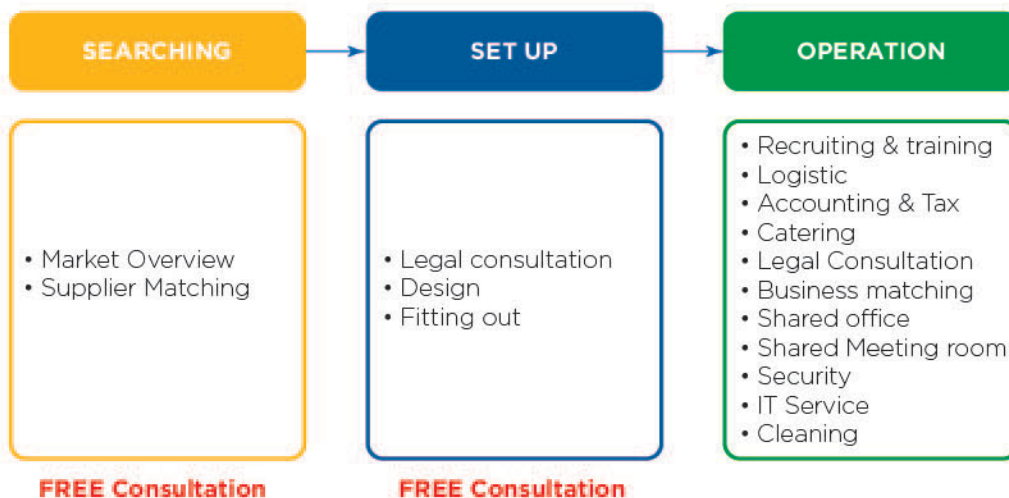 SEARCHING
SET UP
OPERATION
• Market Overview
• Supplier Matching
FREE Consultation
• Legal consultation
• Design
• Fitting out
FREE Consultation
• Recruiting & training
• Logistic
• Accounting & Tax
• Catering
• Legal Consultation
• Business matching
• Shared office
• Shared Meeting room
• Security
• IT Service
• Cleaning